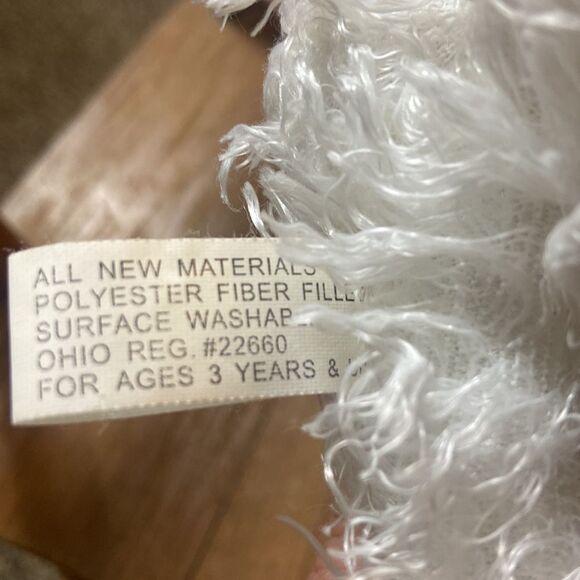 ALL NEW MATERIALS
POLYESTER FIBER
SURFACE
OHIO REG. #22660
FOR AGES 3 YEARS &